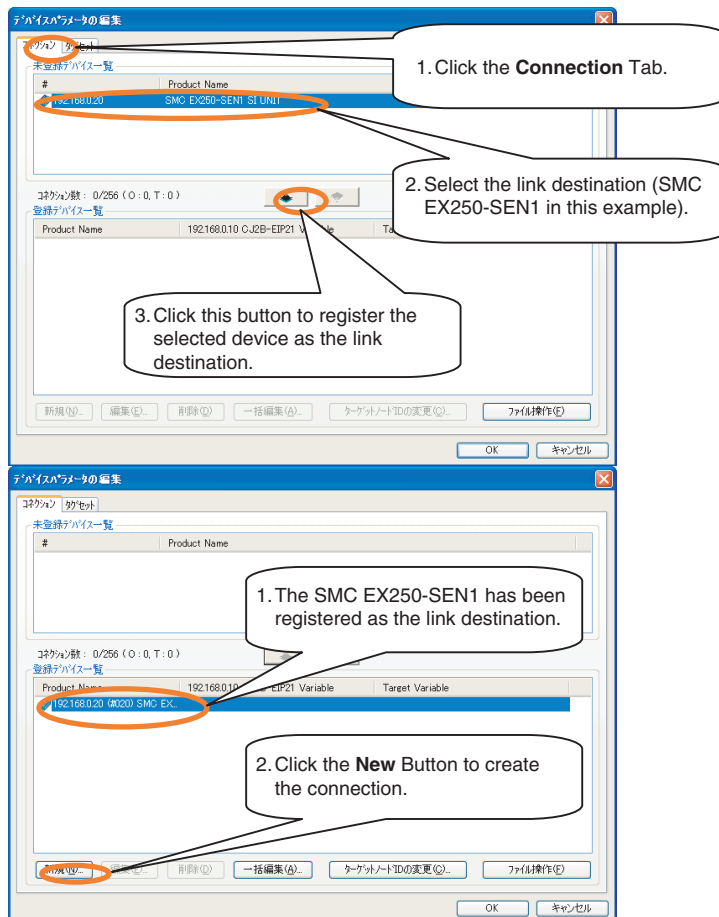 デバイスパラメータの編集
コネクション タグセット
未登録デバイス一覧
# Product Name
192.168.0.20 SMC EX250-SEN1 SI UNIT
1. Click the Connection Tab.
2. Select the link destination (SMC
EX250-SEN1 in this example).
コネクション数: 0/256 (O:0, T:0)
登録デバイス一覧
Product Name 192.168.0.10 CJ2B-EIP21 Variable
3. Click this button to register the
selected device as the link
destination.
新規(N)... 編集(E)... 削除(D) 一括編集(A)... ターゲットノードIDの変更(C)... ファイル操作(F)
OK キャンセル
デバイスパラメータの編集
コネクション タグセット
未登録デバイス一覧
# Product Name
1. The SMC EX250-SEN1 has been
registered as the link destination.
コネクション数: 0/256 (O:0, T:0)
登録デバイス一覧
Product Name 192.168.0.10 EIP21 Variable Target Variable
192.168.0.20 (#020) SMC EX..
2. Click the New Button to create
the connection.
新規(N)... 編集(E)... 削除(D) 一括編集(A)... ターゲットノードIDの変更(C)... ファイル操作(F)
OK キャンセル